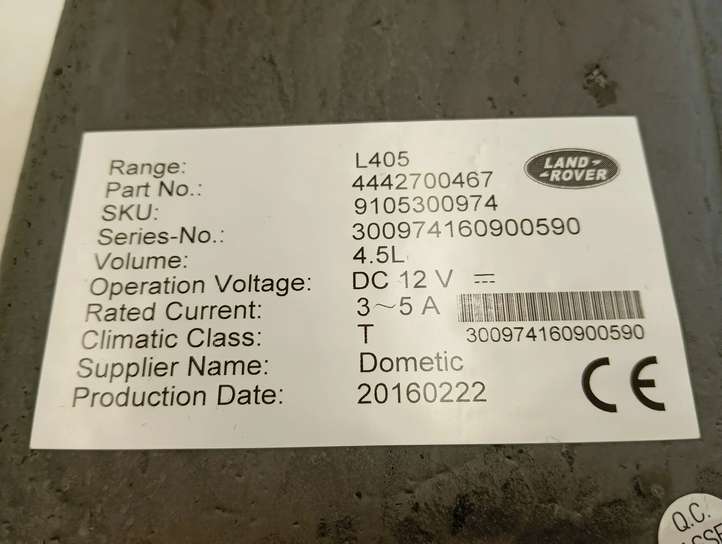 Range: L405
LAND
ROVER
Part No.: 4442700467
SKU: 9105300974
Series-No.: 300974160900590
Volume: 4.5L
Operation Voltage: DC 12 V ⎓
Rated Current: 3～5 A
300974160900590
Climatic Class: T
Supplier Name: Dometic
CE
Production Date: 20160222
Q.C.